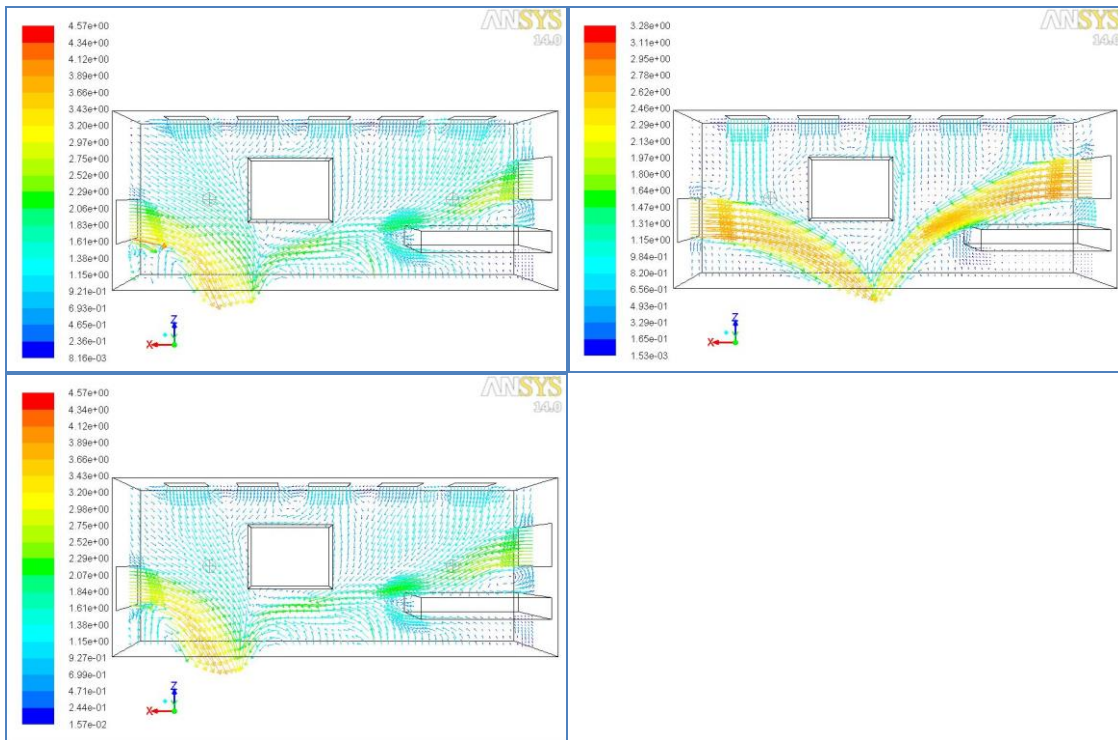 4.57e+00
4.34e+00
4.12e+00
3.89e+00
3.66e+00
3.43e+00
3.20e+00
2.97e+00
2.75e+00
2.52e+00
2.29e+00
2.06e+00
1.83e+00
1.61e+00
1.38e+00
1.15e+00
9.21e-01
6.93e-01
4.65e-01
2.36e-01
8.16e-03
ANSYS
14.0
Z
X
3.28e+00
3.11e+00
2.95e+00
2.78e+00
2.62e+00
2.46e+00
2.29e+00
2.13e+00
1.97e+00
1.80e+00
1.64e+00
1.47e+00
1.31e+00
1.15e+00
9.84e-01
8.20e-01
6.56e-01
4.93e-01
3.29e-01
1.65e-01
1.53e-03
ANSYS
14.0
Z
X
4.57e+00
4.34e+00
4.12e+00
3.89e+00
3.66e+00
3.43e+00
3.20e+00
2.98e+00
2.75e+00
2.52e+00
2.29e+00
2.07e+00
1.84e+00
1.61e+00
1.38e+00
1.15e+00
9.27e-01
6.99e-01
4.71e-01
2.44e-01
1.57e-02
ANSYS
14.0
Z
X